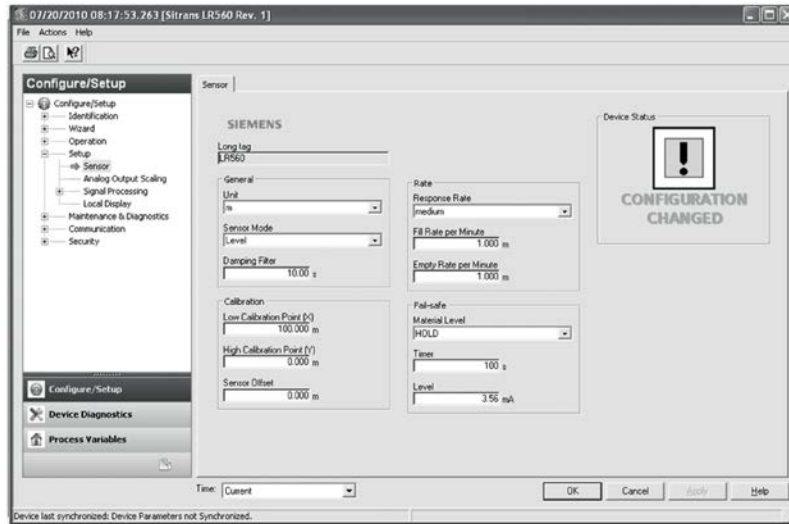 07/20/2010 08:17:53.263 [Sitrans LR560 Rev. 1]
File Actions Help
Configure/Setup
Configure/Setup
Identification
Wizard
Operation
Setup
Sensor
Analog Output Scaling
Signal Processing
Local Display
Maintenance & Diagnostics
Communication
Security
Configure/Setup
Device Diagnostics
Process Variables
Sensor
SIEMENS
Long tag
LR560
General
Unit
m
Sensor Mode
Level
Damping Filter
10.00 s
Calibration
Low Calibration Point (X)
100.000 m
High Calibration Point (Y)
0.000 m
Sensor Offset
0.000 m
Rate
Response Rate
medium
Fill Rate per Minute
1.000 m
Empty Rate per Minute
1.000 m
Fail-safe
Material Level
HOLD
Timer
100 s
Level
3.56 mA
Device Status
CONFIGURATION
CHANGED
Time: Current
OK Cancel Apply Help
Device last synchronized: Device Parameters not Synchronized.